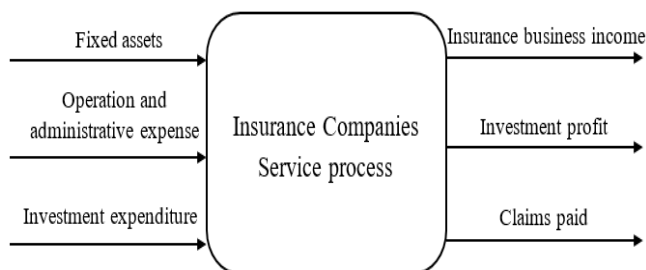 Fixed assets
Operation and
administrative expense
Investment expenditure
Insurance Companies
Service process
Insurance business income
Investment profit
Claims paid